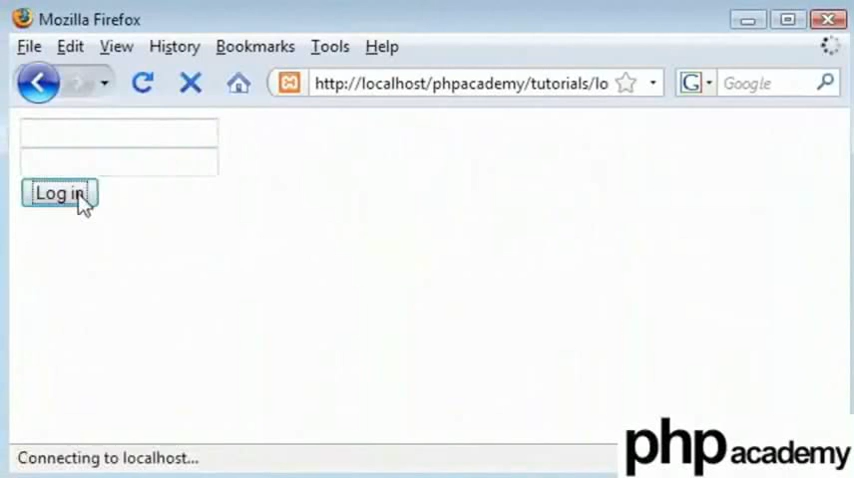 Mozilla Firefox
File Edit View History Bookmarks Tools Help
http://localhost/phpacademy/tutorials/lo G Google
Log in
Connecting to localhost...
php academy